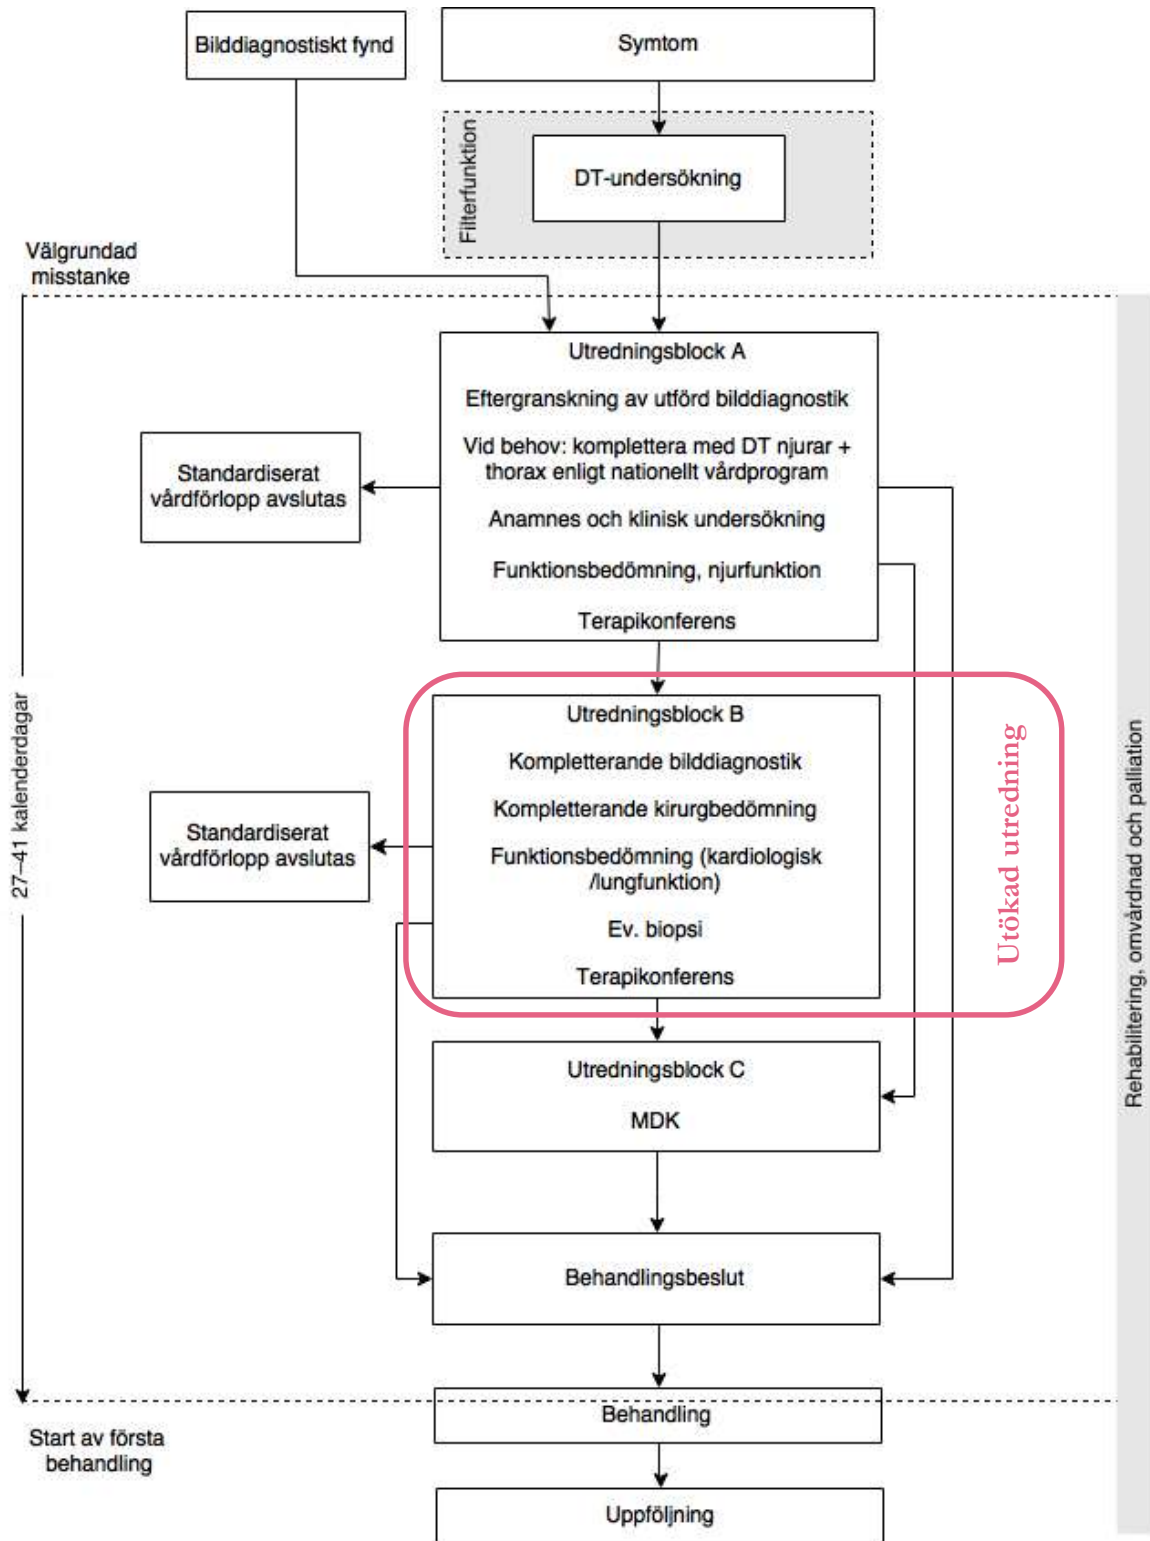 Bilddiagnostiskt fynd
Symtom
Filterfunktion
DT-undersökning
Välgrundad
misstanke
Utredningsblock A
Eftergranskning av utförd bilddiagnostik
Vid behov: komplettera med DT njurar +
thorax enligt nationellt vårdprogram
Anamnes och klinisk undersökning
Funktionsbedömning, njurfunktion
Terapikonferens
Standardiserat
vårdförlopp avslutas
27–41 kalenderdagar
Utredningsblock B
Kompletterande bilddiagnostik
Kompletterande kirurgbedömning
Funktionsbedömning (kardiologisk
/lungfunktion)
Ev. biopsi
Terapikonferens
Utökad utredning
Standardiserat
vårdförlopp avslutas
Rehabilitering, omvårdnad och palliation
Utredningsblock C
MDK
Behandlingsbeslut
Behandling
Start av första
behandling
Uppföljning